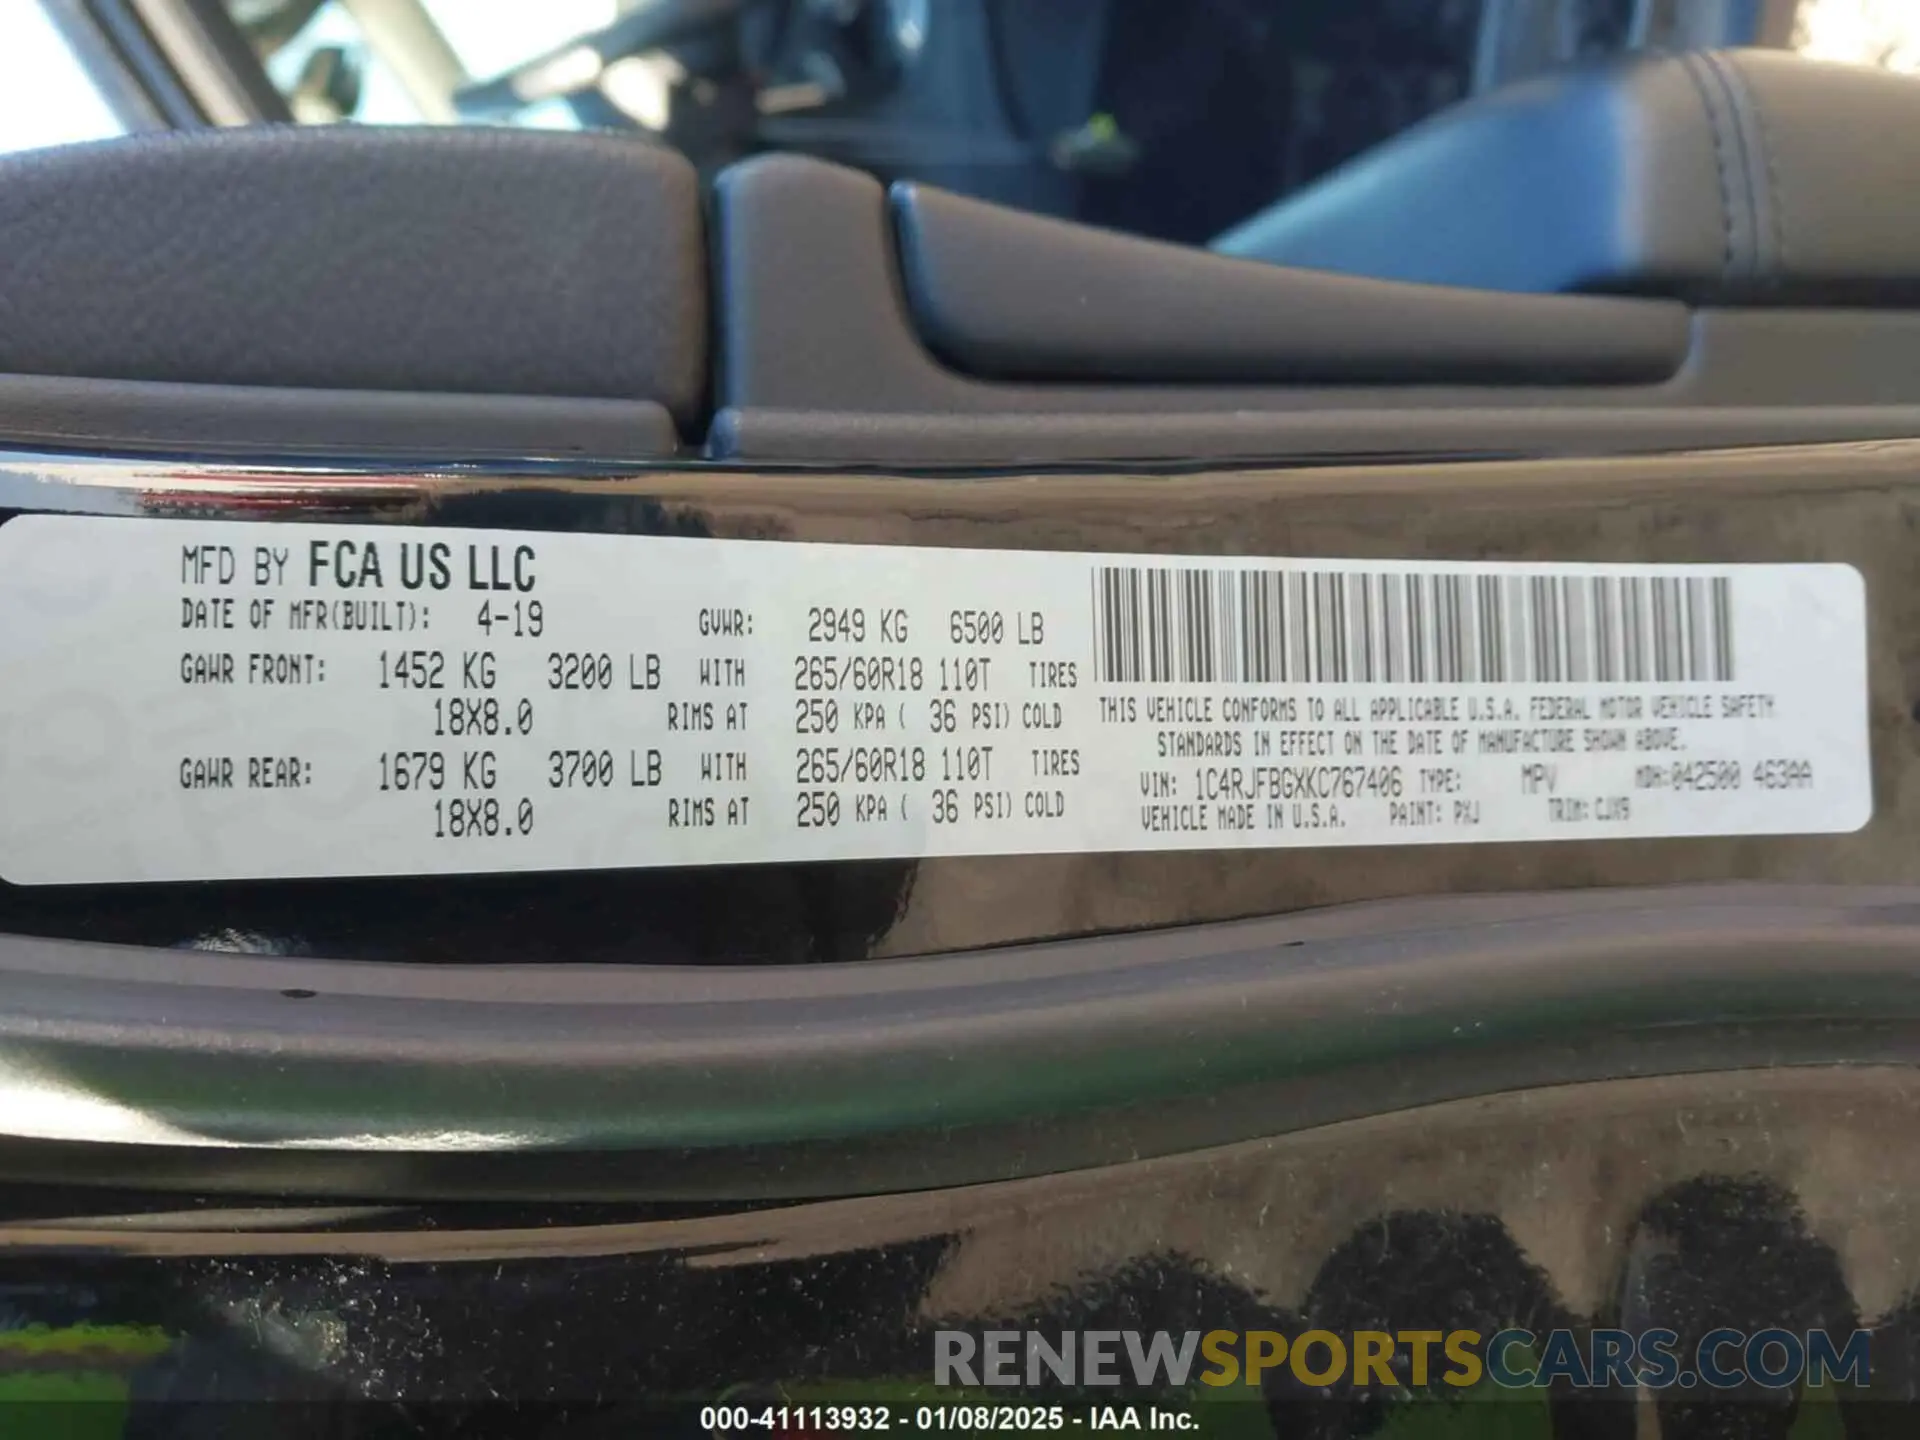 MFD BY FCA US LLC
DATE OF MFR(BUILT): 4-19 GVWR: 2949 KG 6500 LB
GAWR FRONT: 1452 KG 3200 LB WITH 265/60R18 110T TIRES
18X8.0 RIMS AT 250 KPA ( 36 PSI) COLD
GAWR REAR: 1679 KG 3700 LB WITH 265/60R18 110T TIRES
18X8.0 RIMS AT 250 KPA ( 36 PSI) COLD
THIS VEHICLE CONFORMS TO ALL APPLICABLE U.S.A. FEDERAL MOTOR VEHICLE SAFETY
STANDARDS IN EFFECT ON THE DATE OF MANUFACTURE SHOWN ABOVE.
VIN: 1C4RJFBGXKC767406 TYPE: MPV MDH:042500 463AA
VEHICLE MADE IN U.S.A. PAINT: PXJ TRIM: CJX9
RENEWSPORTSCARS.COM
000-41113932 - 01/08/2025 - IAA Inc.